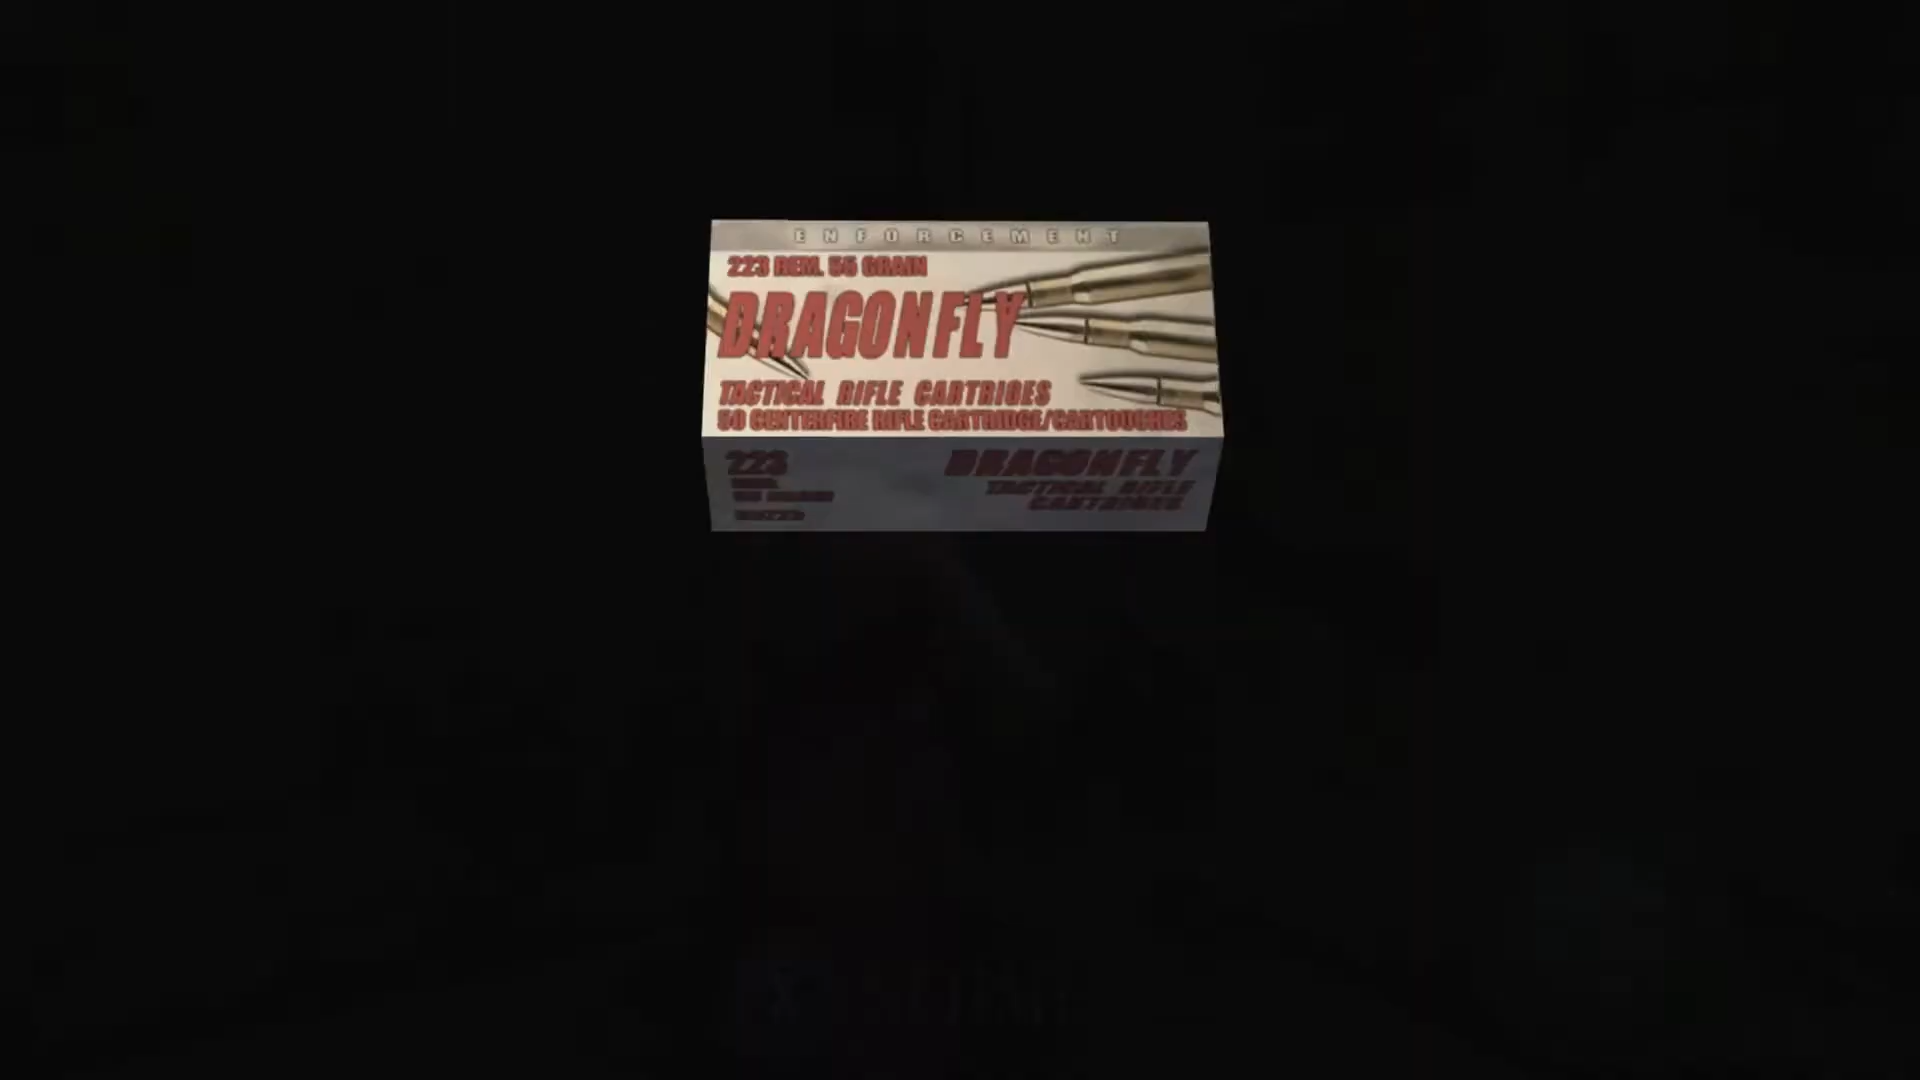 ENFORCEMENT
223 REM. 55 GRAIN
DRAGONFLY
TACTICAL RIFLE CARTRIGES
50 CENTERFIRE RIFLE CARTRIDGE/CARTOUCHES
223
DRAGONFLY
TACTICAL RIFLE
CARTRIGES